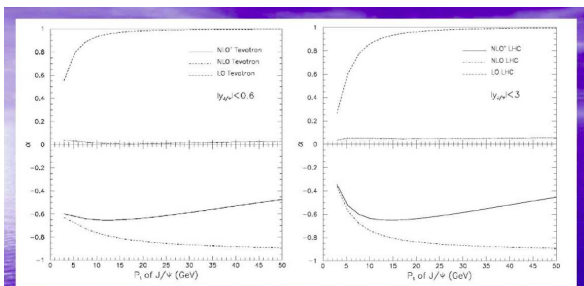 1
0.8
0.6
0.4
0.2
0
−0.2
−0.4
−0.6
−0.8
−1
α
NLO⁺ Tevatron
NLO Tevatron
LO Tevatron
|y_J/ψ|<0.6
0 5 10 15 20 25 30 35 40 45 50
Pₜ of J/ψ (GeV)
1
0.8
0.6
0.4
0.2
0
−0.2
−0.4
−0.6
−0.8
−1
α
NLO⁺ LHC
NLO LHC
LO LHC
|y_J/ψ|<3
0 5 10 15 20 25 30 35 40 45 50
Pₜ of J/ψ (GeV)